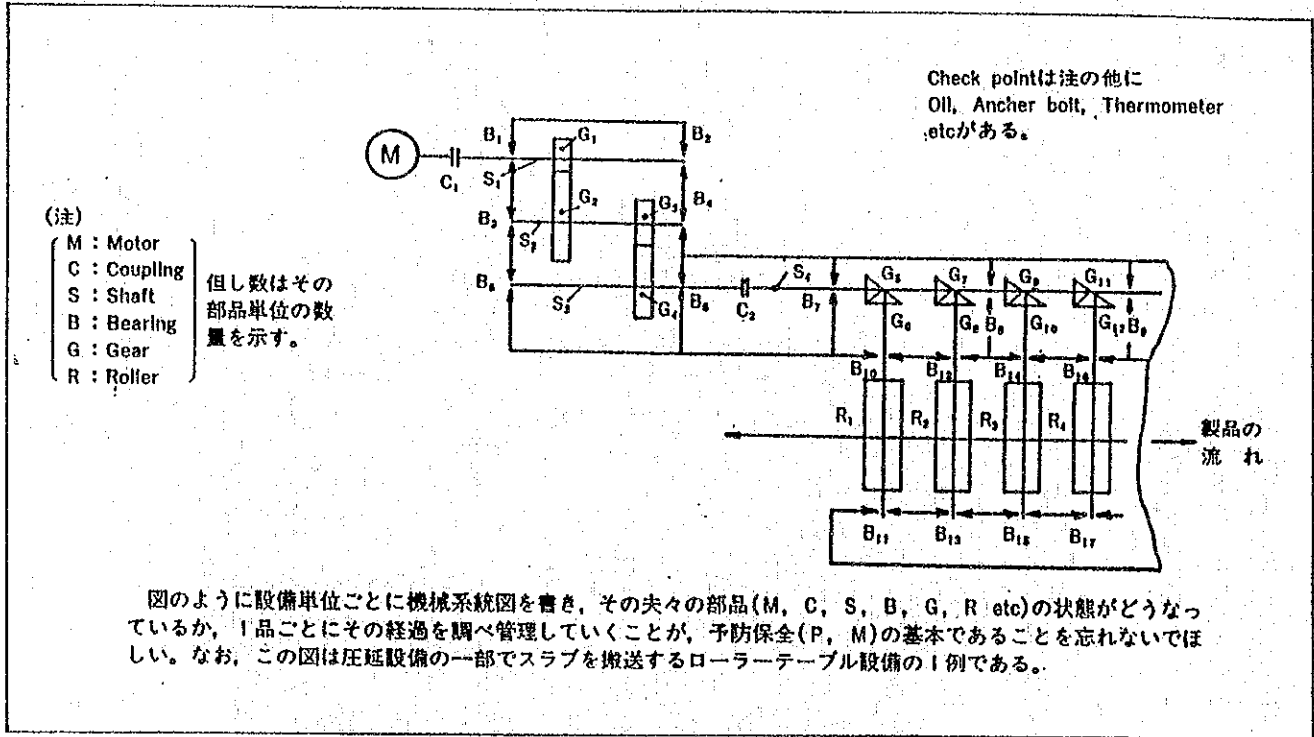 Check pointは注の他に
Oil, Ancher bolt, Thermometer
etcがある。
M
C₁
B₁
G₁
B₂
S₁
B₃
G₂
G₃
B₄
S₂
B₅
S₃
G₄
B₆
C₂
S₄
B₇
G₅
G₇
G₉
G₁₁
G₆
G₈
B₈
G₁₀
G₁₂
B₉
B₁₀
B₁₂
B₁₄
B₁₆
R₁
R₂
R₃
R₄
製品の
流れ
B₁₁
B₁₃
B₁₅
B₁₇
(注)
M : Motor
C : Coupling
S : Shaft
B : Bearing
G : Gear
R : Roller
但し数はその
部品単位の数
量を示す。
図のように設備単位ごとに機械系統図を書き，その夫々の部品(M, C, S, B, G, R etc)の状態がどうなっ
ているか，1品ごとにその経過を調べ管理していくことが，予防保全(P, M)の基本であることを忘れないでほ
しい。なお，この図は圧延設備の一部でスラブを搬送するローラーテーブル設備の1例である。